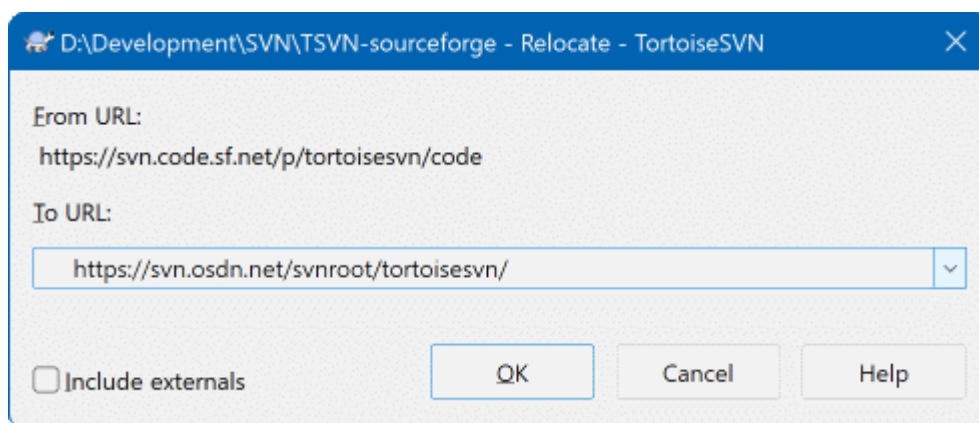 D:\Development\SVN\TSVN-sourceforge - Relocate - TortoiseSVN
From URL:
https://svn.code.sf.net/p/tortoisesvn/code
To URL:
https://svn.osdn.net/svnroot/tortoisesvn/
Include externals
OK Cancel Help